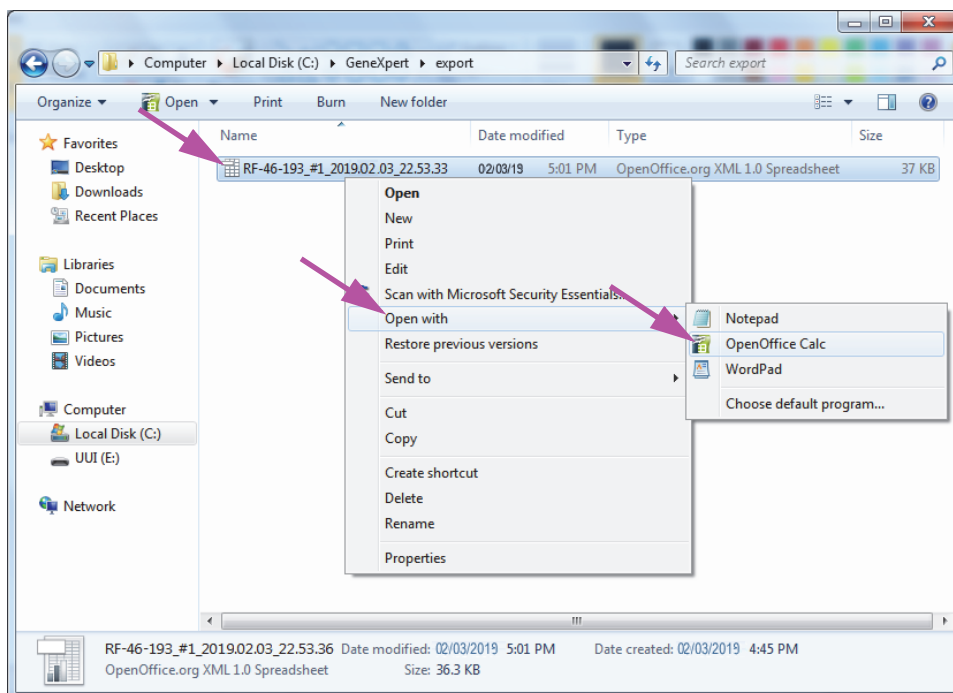 Computer ▸ Local Disk (C:) ▸ GeneXpert ▸ export
Search export
Organize Open Print Burn New folder
Name Date modified Type Size
RF-46-193_#1_2019.02.03_22.53.33 02/03/19 5:01 PM OpenOffice.org XML 1.0 Spreadsheet 37 KB
Favorites
Desktop
Downloads
Recent Places
Libraries
Documents
Music
Pictures
Videos
Computer
Local Disk (C:)
UUI (E:)
Network
Open
New
Print
Edit
Scan with Microsoft Security Essentials...
Open with
Restore previous versions
Send to
Cut
Copy
Create shortcut
Delete
Rename
Properties
Notepad
OpenOffice Calc
WordPad
Choose default program...
RF-46-193_#1_2019.02.03_22.53.36 Date modified: 02/03/2019 5:01 PM Date created: 02/03/2019 4:45 PM
OpenOffice.org XML 1.0 Spreadsheet Size: 36.3 KB